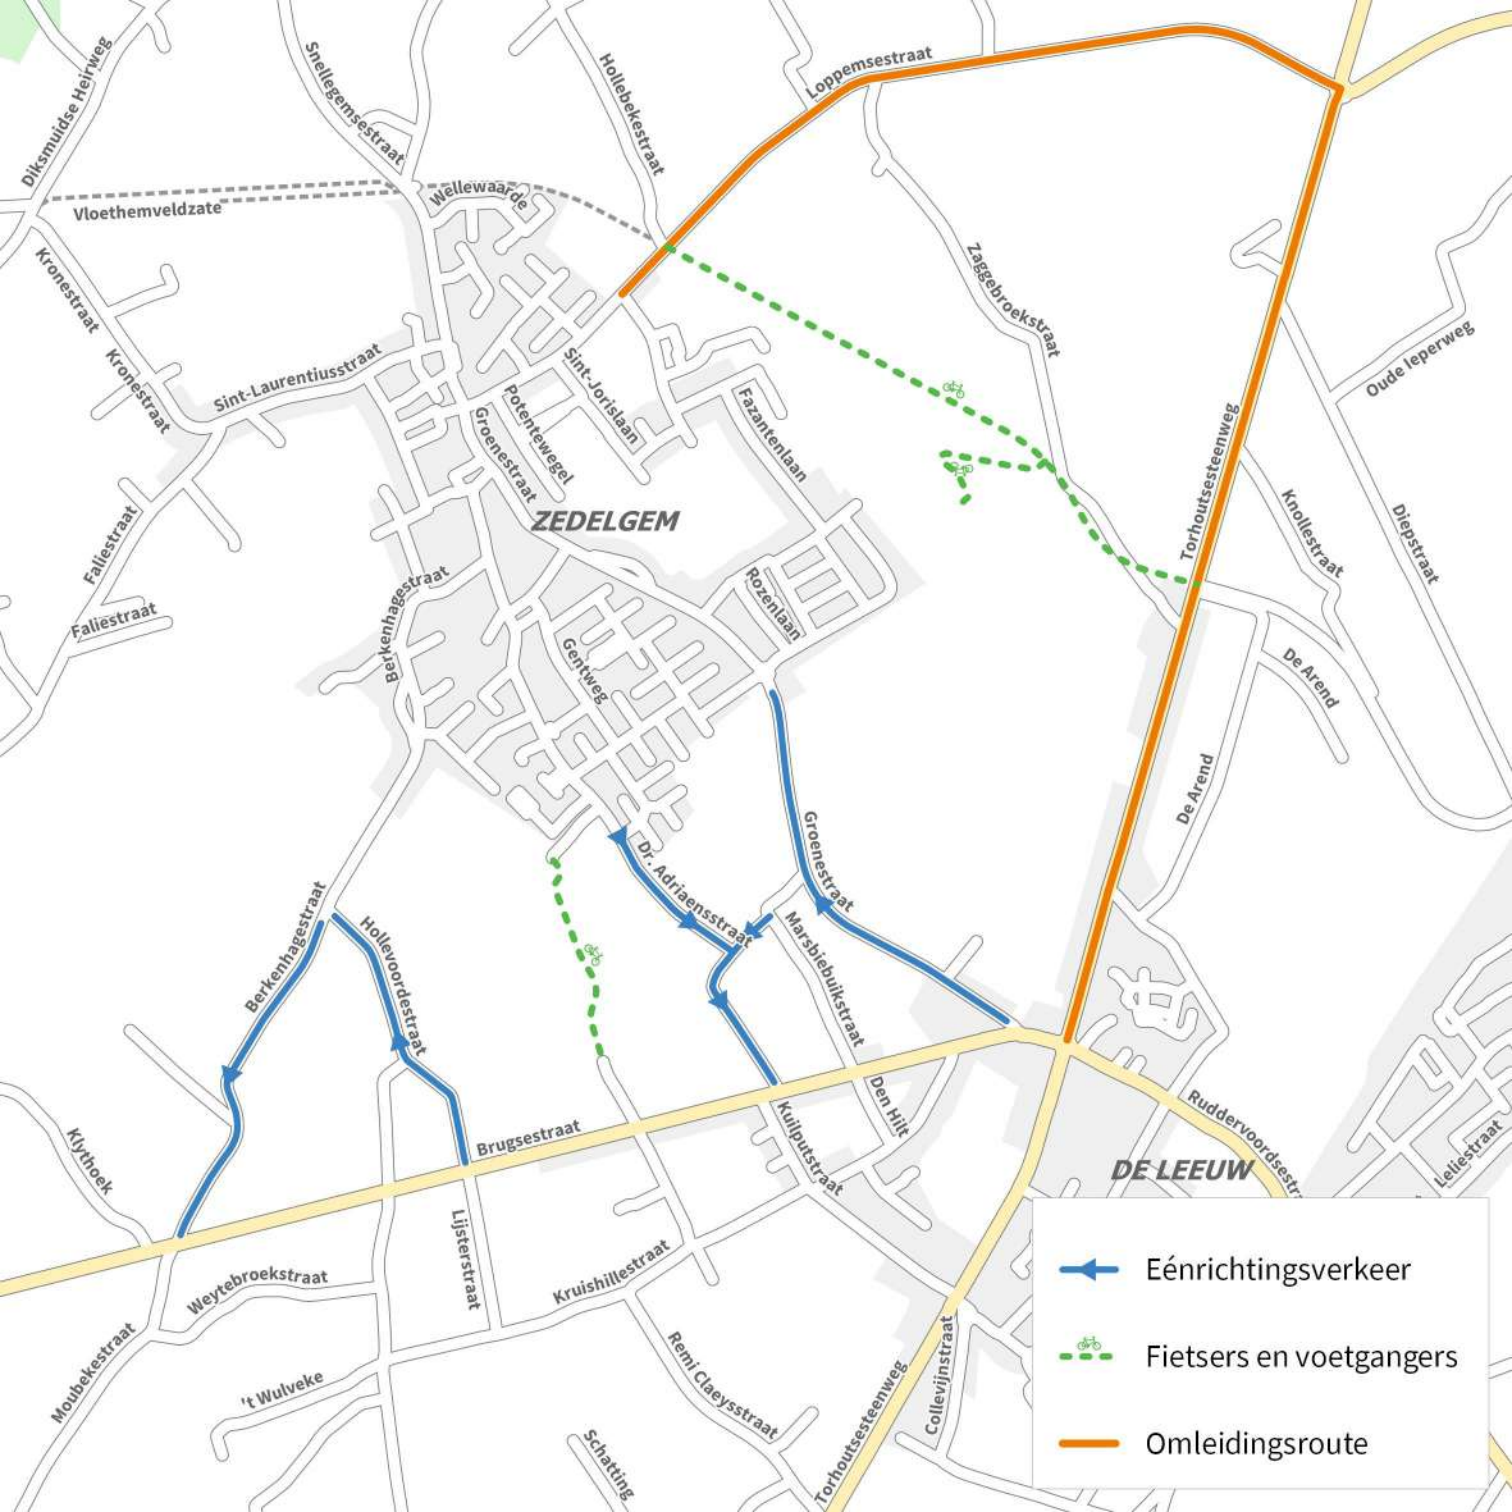 Diksmuidse Heirweg
Snellegemsestraat
Hollebekestraat
Loppemsestraat
Wellewaarde
Vloethemveldzate
Kronestraat
Kronestraat
Sint-Laurentiusstraat
Sint-Jorislaan
Potentewegel
Groenestraat
Fazantenlaan
Zaggebroekstraat
Oude Ieperweg
Torhoutsesteenweg
Knollestraat
Diepstraat
ZEDELGEM
Faliestraat
Faliestraat
Berkenhagestraat
Rozenlaan
Gentweg
De Arend
De Arend
Groenestraat
Dr. Adriaensstraat
Marsbiebuikstraat
Berkenhagestraat
Hollevoordestraat
Den Hilt
Klythoek
Brugsestraat
Kuilputstraat
Ruddervoordsestra
Leliestraat
DE LEEUW
Lijsterstraat
Weytebroekstraat
Kruishillestraat
Moubekestraat
't Wulveke
Remi Claeysstraat
Collevijnstraat
Torhoutsesteenweg
Schatting
Eénrichtingsverkeer
Fietsers en voetgangers
Omleidingsroute